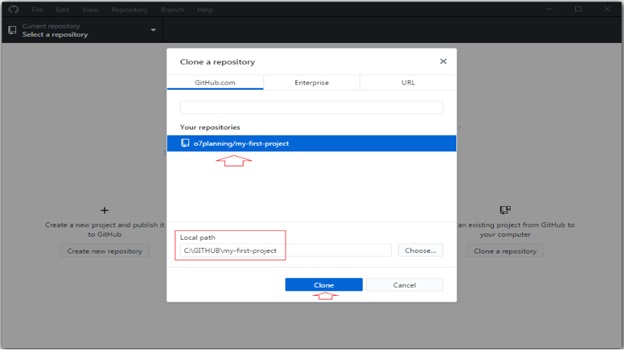 File Edit View Repository Branch Help
Current repository
Select a repository
Clone a repository
GitHub.com Enterprise URL
Your repositories
o7planning/my-first-project
Create a new project and publish it
to GitHub
Create new repository
an existing project from GitHub to
your computer
Clone a repository
Local path
C:\GITHUB\my-first-project
Choose...
Clone Cancel